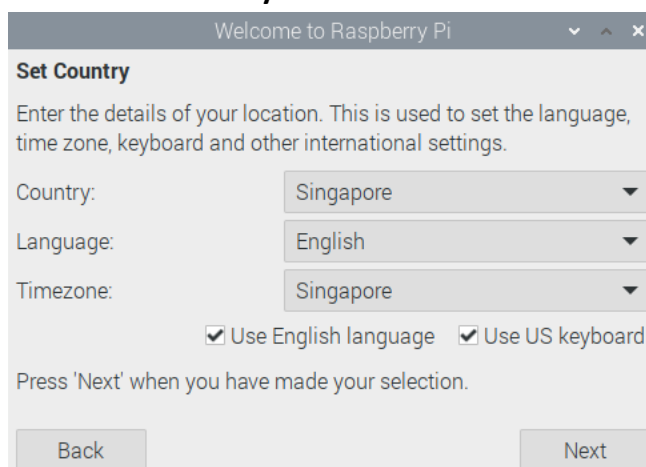 Welcome to Raspberry Pi
Set Country
Enter the details of your location. This is used to set the language,
time zone, keyboard and other international settings.
Country: Singapore
Language: English
Timezone: Singapore
Use English language Use US keyboard
Press 'Next' when you have made your selection.
Back Next